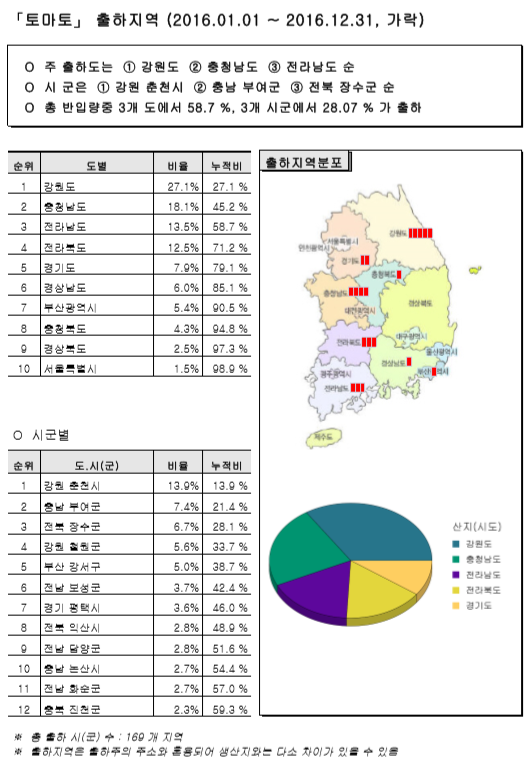 「토마토」 출하지역 (2016.01.01 ~ 2016.12.31, 가락)
O 주 출하도는 ① 강원도 ② 충청남도 ③ 전라남도 순
O 시 군은 ① 강원 춘천시 ② 충남 부여군 ③ 전북 장수군 순
O 총 반입량중 3개 도에서 58.7 %, 3개 시군에서 28.07 % 가 출하
순위 도별 비율 누적비
1 강원도 27.1% 27.1 %
2 충청남도 18.1% 45.2 %
3 전라남도 13.5% 58.7 %
4 전라북도 12.5% 71.2 %
5 경기도 7.9% 79.1 %
6 경상남도 6.0% 85.1 %
7 부산광역시 5.4% 90.5 %
8 충청북도 4.3% 94.8 %
9 경상북도 2.5% 97.3 %
10 서울특별시 1.5% 98.9 %
O 시군별
순위 도.시(군) 비율 누적비
1 강원 춘천시 13.9% 13.9 %
2 충남 부여군 7.4% 21.4 %
3 전북 장수군 6.7% 28.1 %
4 강원 철원군 5.6% 33.7 %
5 부산 강서구 5.0% 38.7 %
6 전남 보성군 3.7% 42.4 %
7 경기 평택시 3.6% 46.0 %
8 전북 익산시 2.8% 48.9 %
9 전남 담양군 2.8% 51.6 %
10 충남 논산시 2.7% 54.4 %
11 전남 화순군 2.7% 57.0 %
12 충북 진천군 2.3% 59.3 %
출하지역분포
강원도
서울특별시
인천광역시
경기도
충청북도
충청남도
경상북도
대전광역시
전라북도
대구광역시
울산광역시
경상남도
광주광역시
부산광역시
전라남도
제주도
산지(시도)
강원도
충청남도
전라남도
전라북도
경기도
※ 총 출하 시(군) 수 : 169 개 지역
※ 출하지역은 출하주의 주소와 혼용되어 생산지와는 다소 차이가 있을 수 있음